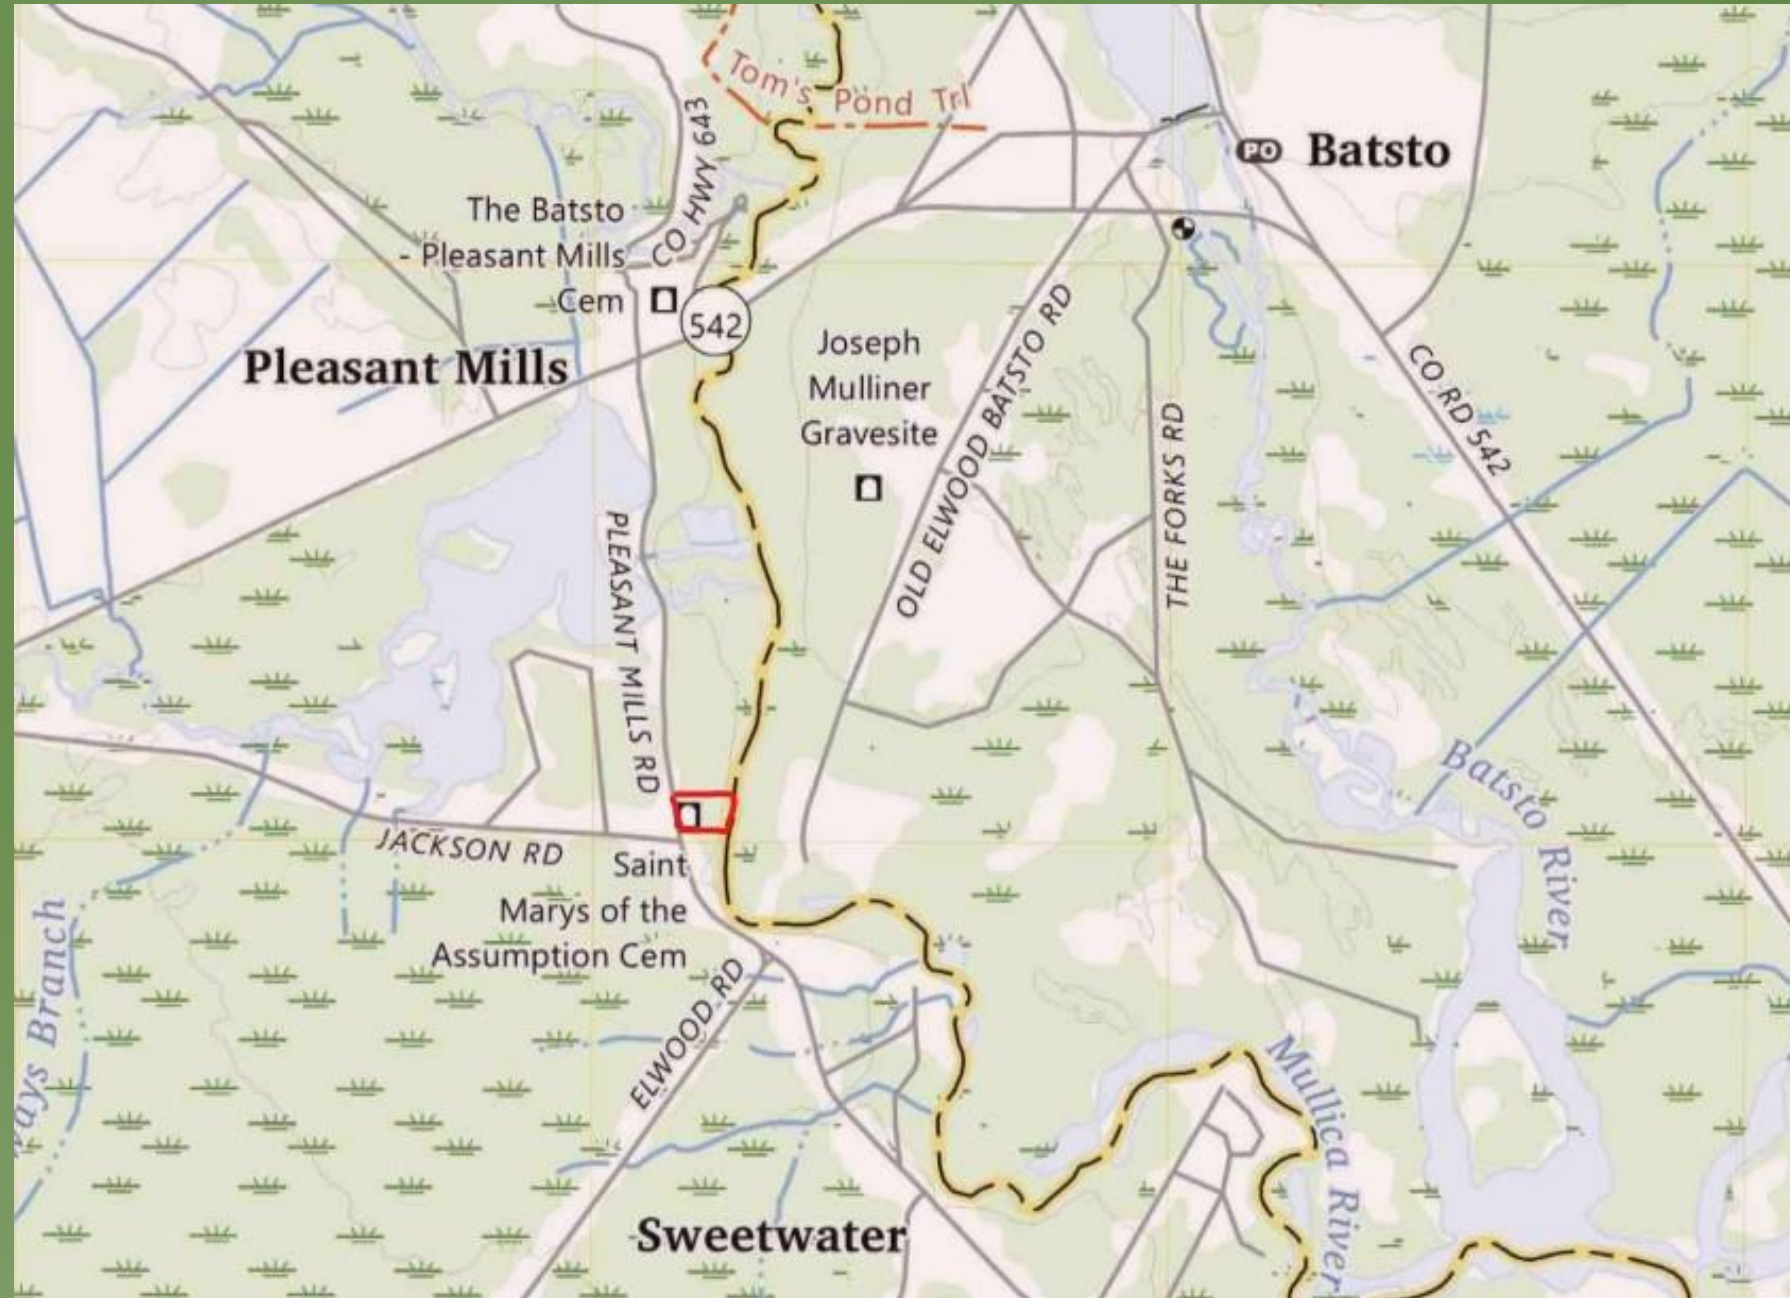 Tom's Pond Trl
CO HWY 643
PO Batsto
The Batsto
- Pleasant Mills
Cem
542
Pleasant Mills
Joseph
Mulliner
Gravesite
OLD ELWOOD BATSTO RD
THE FORKS RD
CO RD 542
PLEASANT MILLS RD
JACKSON RD
Saint
Marys of the
Assumption Cem
ELWOOD RD
Batsto River
Mullica River
Branch
Sweetwater